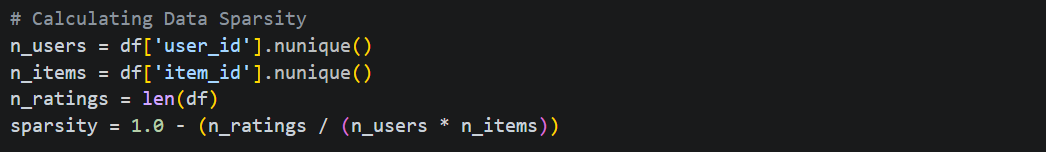 # Calculating Data Sparsity
n_users = df['user_id'].nunique()
n_items = df['item_id'].nunique()
n_ratings = len(df)
sparsity = 1.0 - (n_ratings / (n_users * n_items))